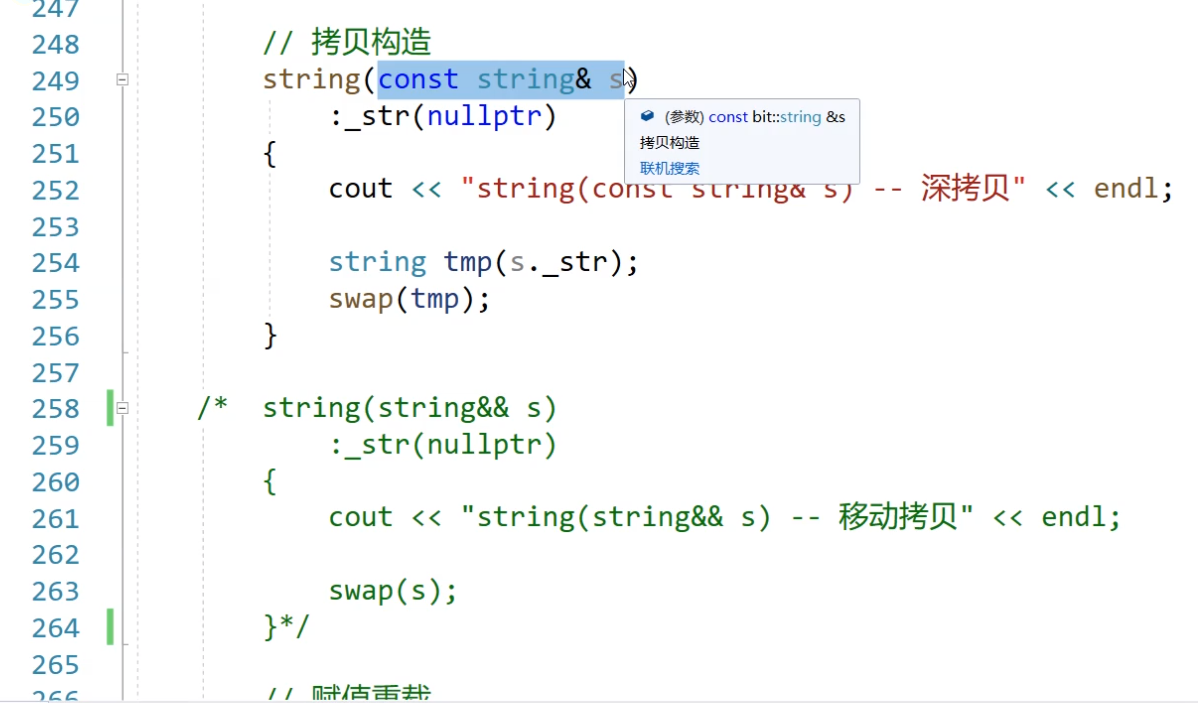 247
248 // 拷贝构造
249 string(const string& s)
250 :_str(nullptr)
(参数) const bit::string &s
拷贝构造
联机搜索
251 {
252 cout << "string(const string& s) -- 深拷贝" << endl;
253
254 string tmp(s._str);
255 swap(tmp);
256 }
257
258 /* string(string&& s)
259 :_str(nullptr)
260 {
261 cout << "string(string&& s) -- 移动拷贝" << endl;
262
263 swap(s);
264 }*/
265
266 // 赋值重载